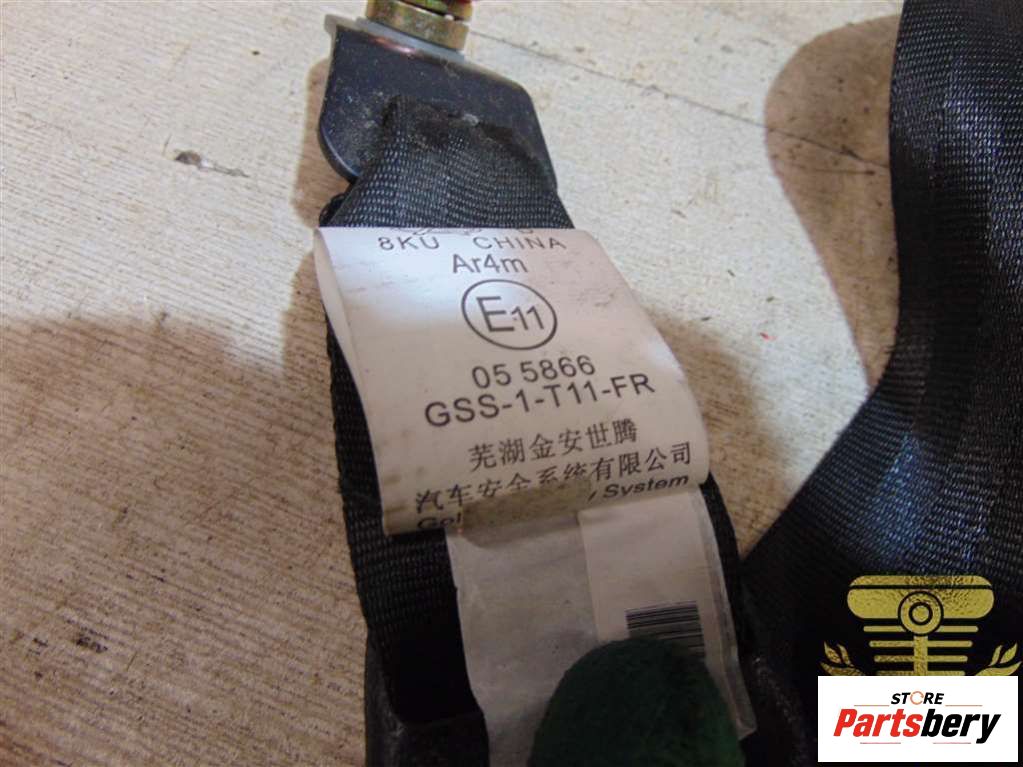 8KU CHINA
Ar4m
E11
05 5866
GSS-1-T11-FR
芜湖金安世腾
汽车安全系统有限公司
System
STORE
Partsbery